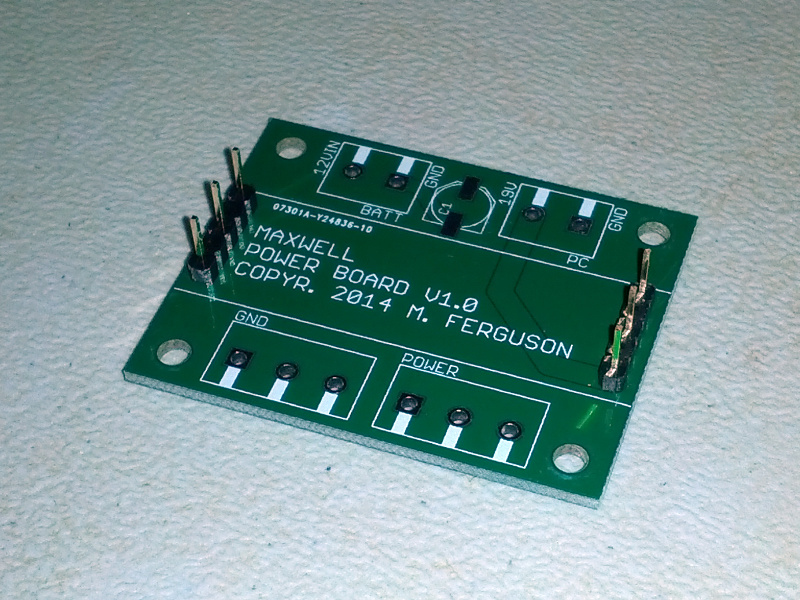 12VIN
GND
BATT
C1
19V
GND
PC
07301A-Y24836-10
MAXWELL
POWER BOARD V1.0
COPYR. 2014 M. FERGUSON
GND
POWER